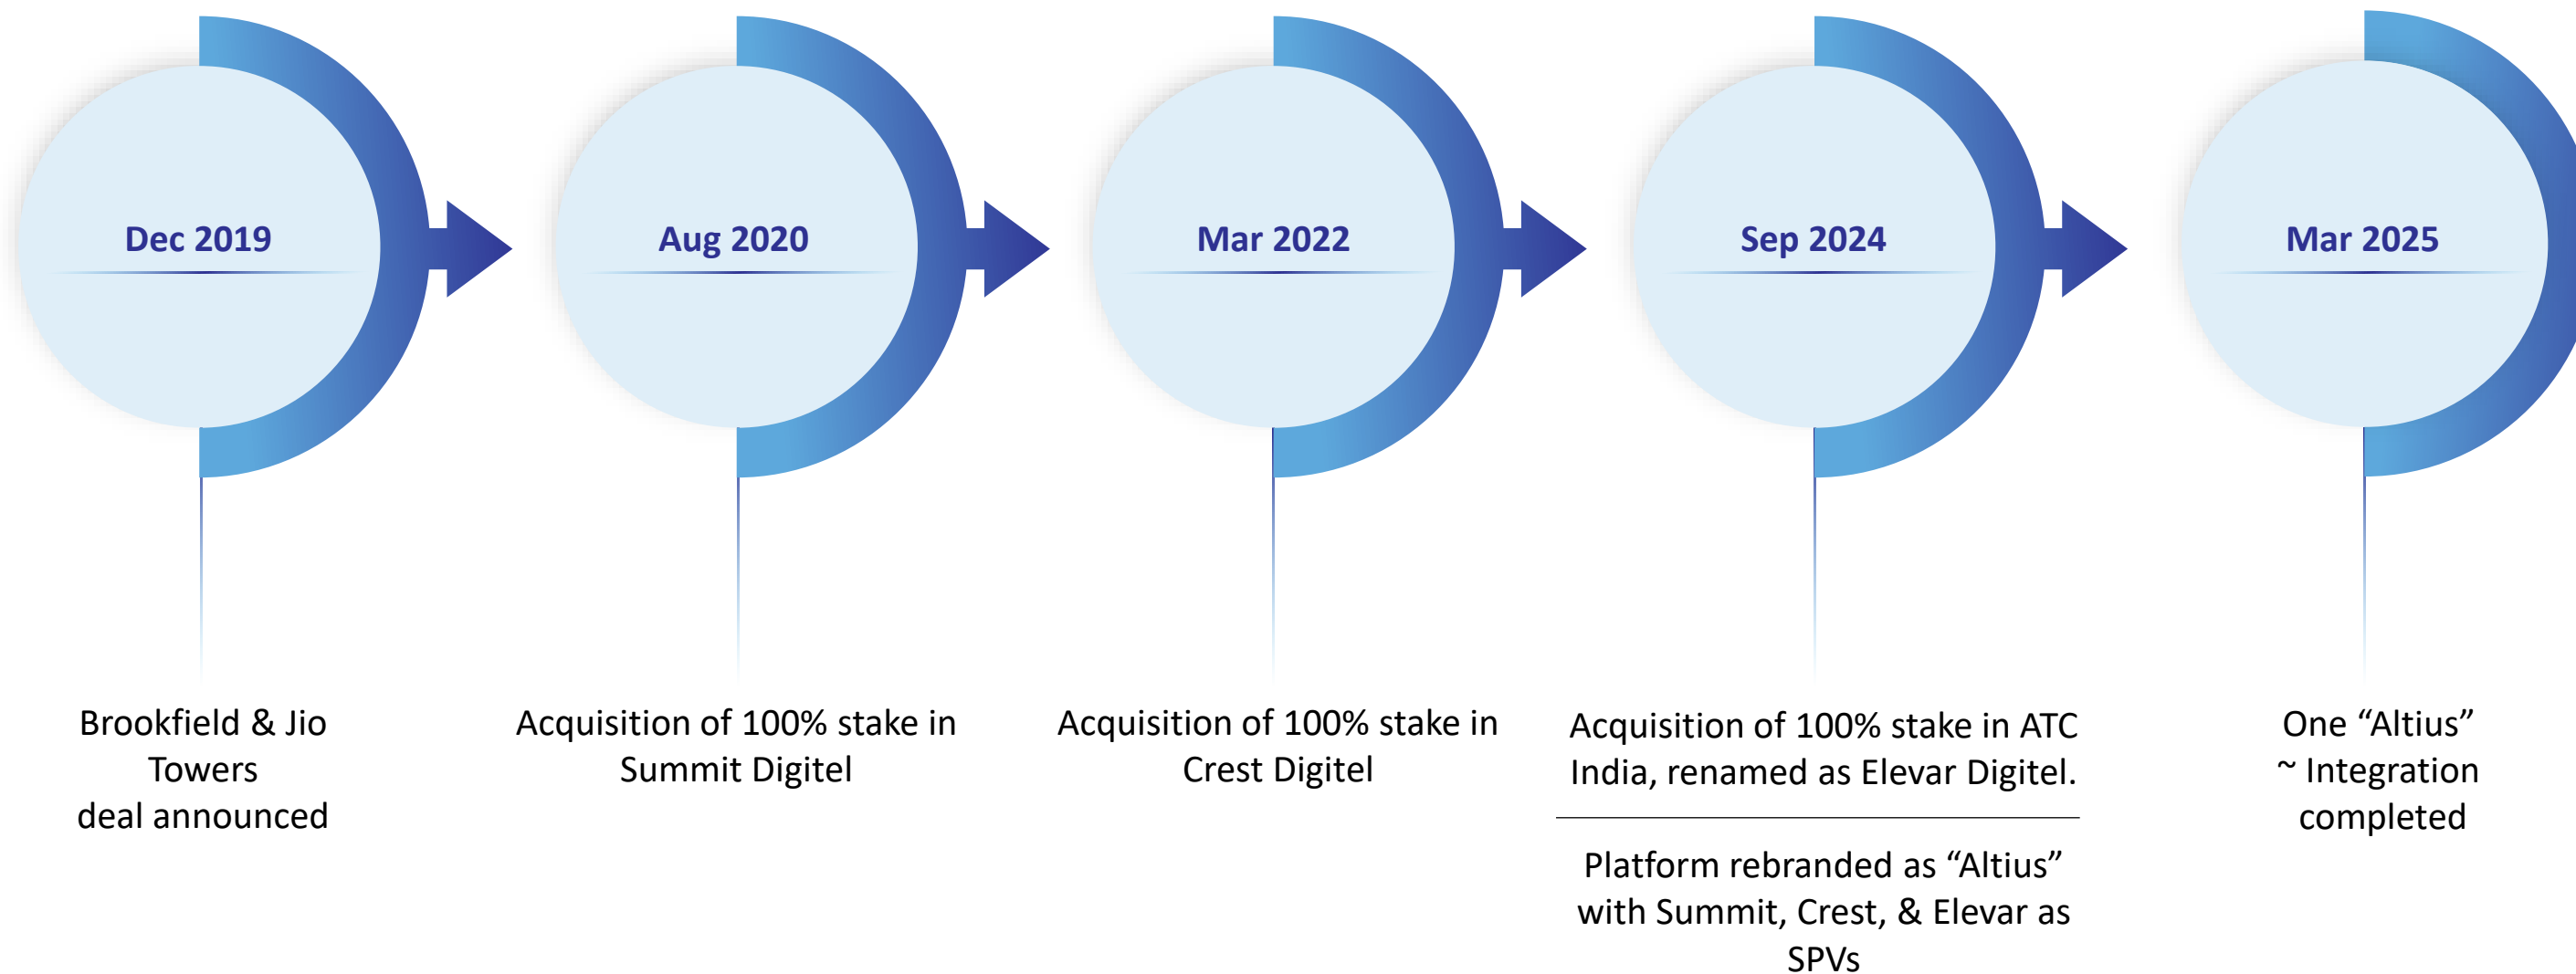 Dec 2019
Aug 2020
Mar 2022
Sep 2024
Mar 2025
Brookfield & Jio
Towers
deal announced
Acquisition of 100% stake in
Summit Digitel
Acquisition of 100% stake in
Crest Digitel
Acquisition of 100% stake in ATC
India, renamed as Elevar Digitel.
Platform rebranded as “Altius”
with Summit, Crest, & Elevar as
SPVs
One “Altius”
~ Integration
completed